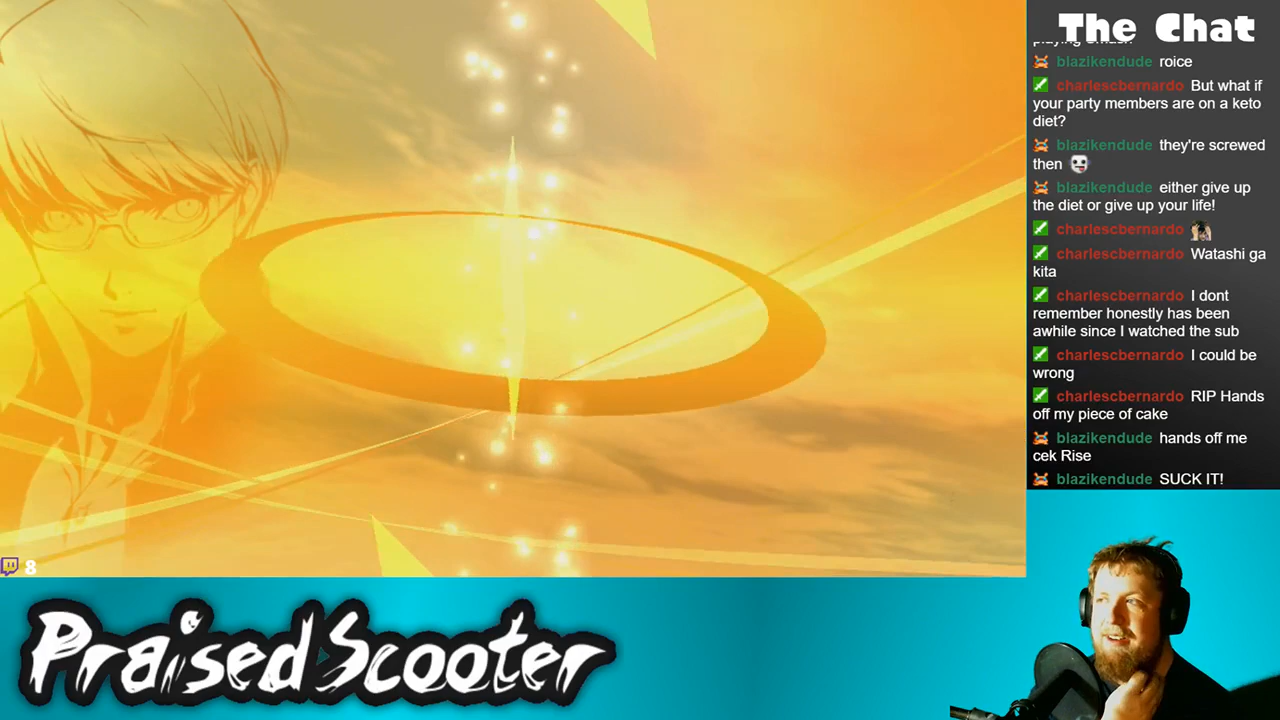 The Chat
blazikendude roice
charlescbernardo But what if
your party members are on a keto
diet?
blazikendude they're screwed
then
blazikendude either give up
the diet or give up your life!
charlescbernardo
charlescbernardo Watashi ga
kita
charlescbernardo I dont
remember honestly has been
awhile since I watched the sub
charlescbernardo I could be
wrong
charlescbernardo RIP Hands
off my piece of cake
blazikendude hands off me
cek Rise
blazikendude SUCK IT!
8
PraisedScooter